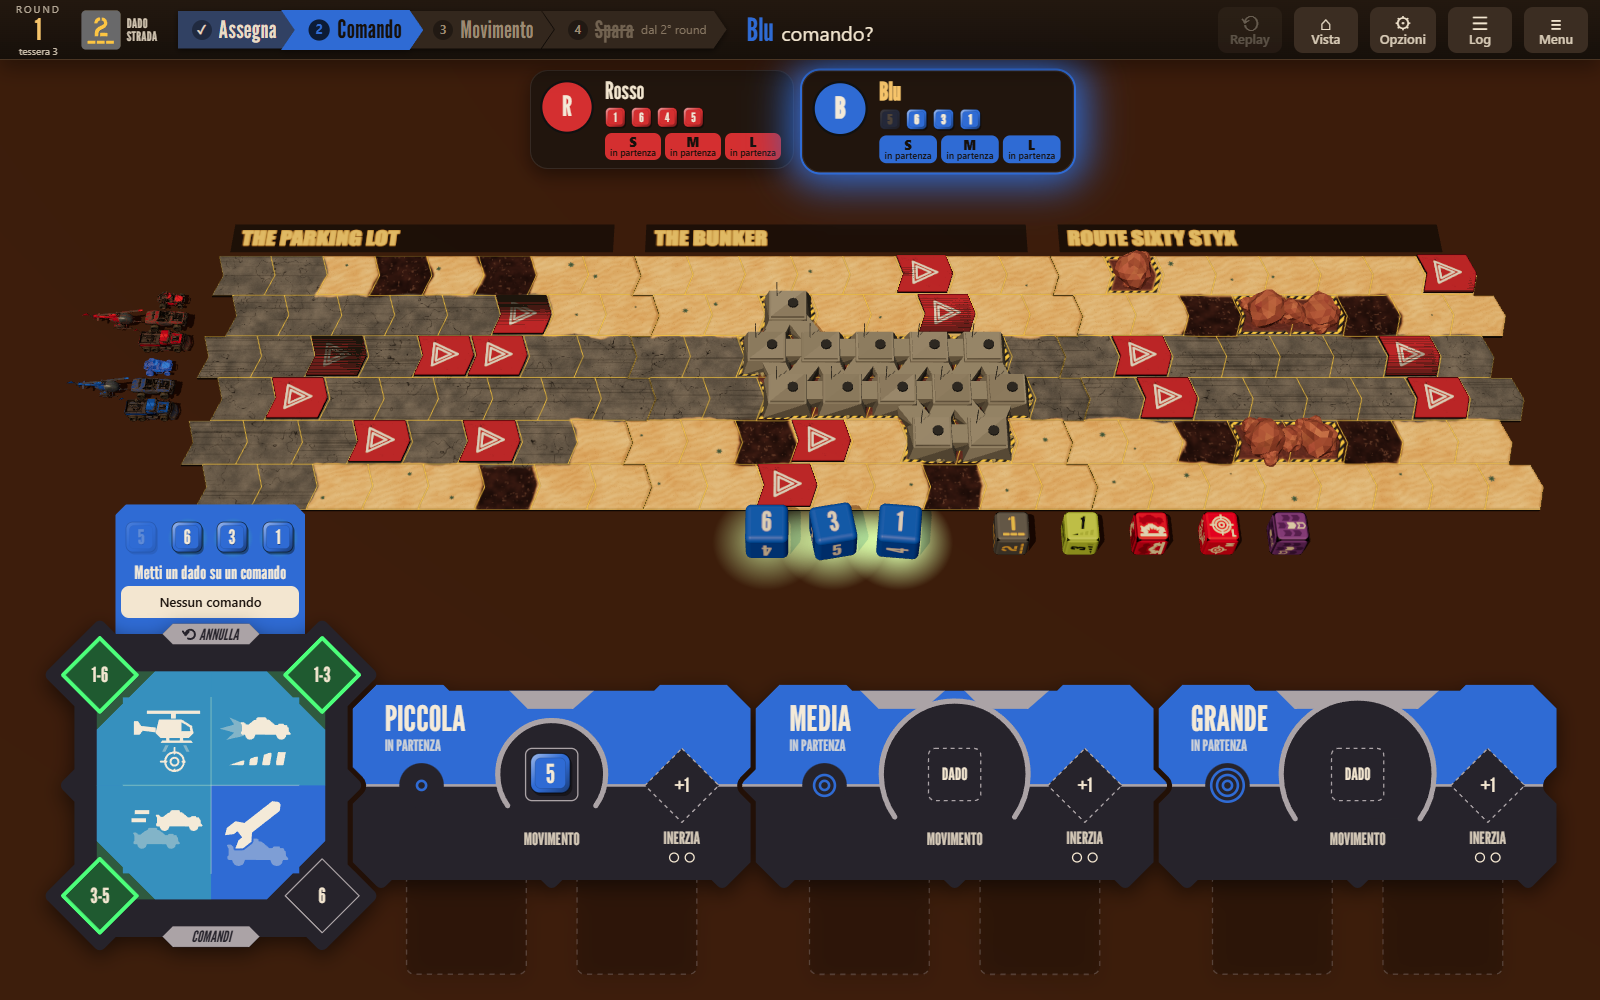 ROUND
1
tessera 3
2
DADO
STRADA
✓ Assegna
2 Comando
3 Movimento
4 Spara dal 2° round
Blu comando?
Replay
Vista
Opzioni
Log
Menu
R
Rosso
1 6 4 5
S
in partenza
M
in partenza
L
in partenza
B
Blu
5 6 3 1
S
in partenza
M
in partenza
L
in partenza
THE PARKING LOT
THE BUNKER
ROUTE SIXTY STYX
6 3 1
4 5
1 1
5 6 3 1
Metti un dado su un comando
Nessun comando
ANNULLA
1-6
1-3
3-5
6
COMANDI
PICCOLA
IN PARTENZA
5
MOVIMENTO
+1
INERZIA
MEDIA
IN PARTENZA
DADO
MOVIMENTO
+1
INERZIA
GRANDE
IN PARTENZA
DADO
MOVIMENTO
+1
INERZIA